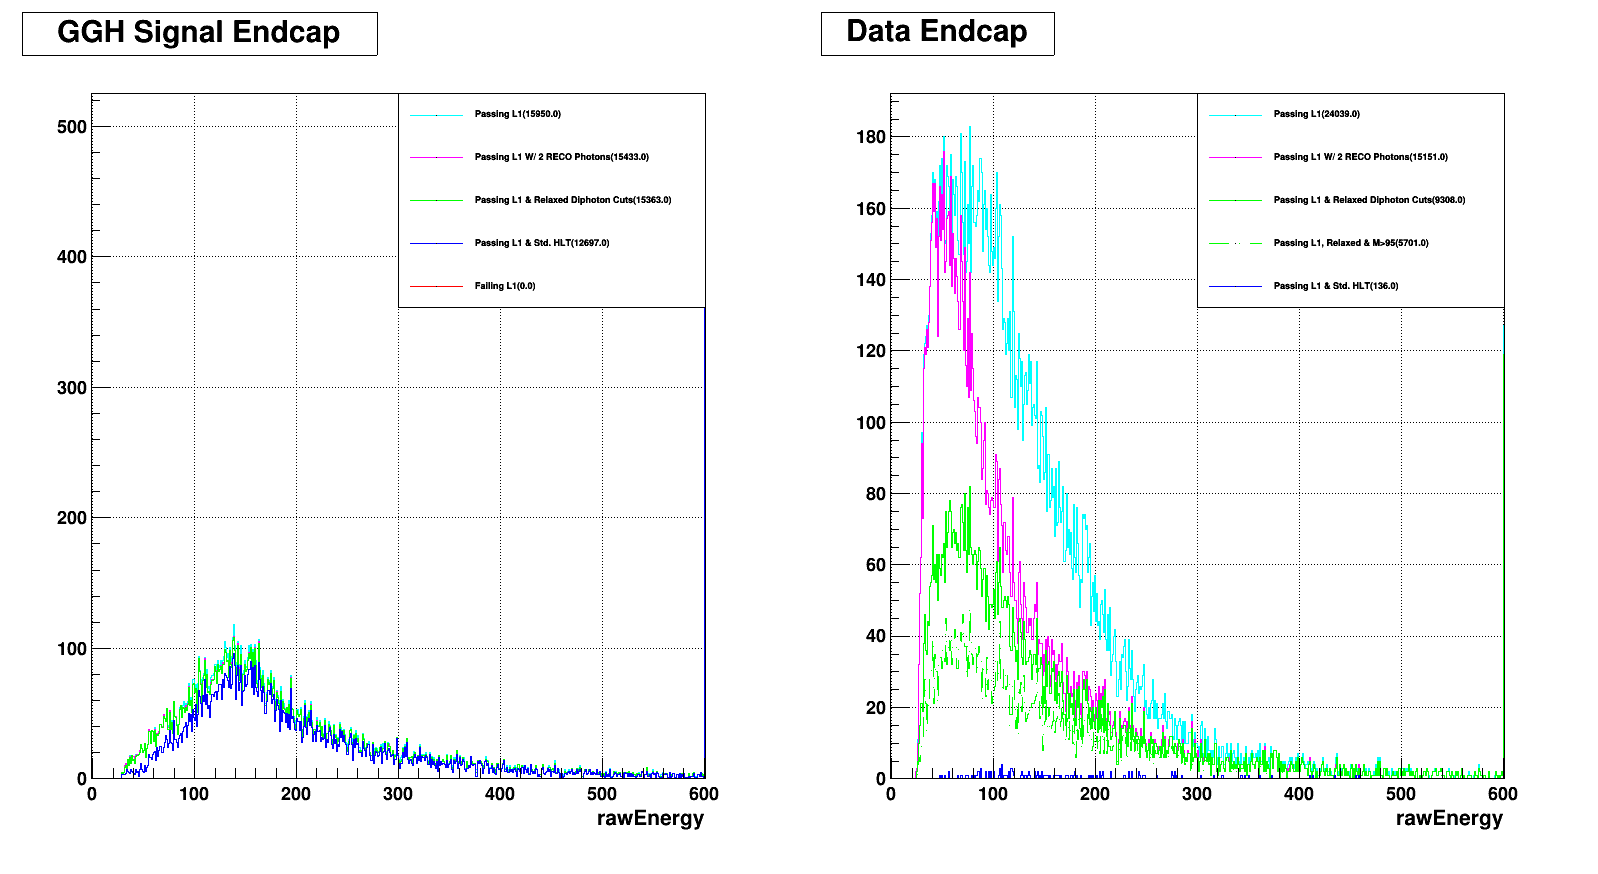 GGH Signal Endcap
Passing L1(15950.0)
Passing L1 W/ 2 RECO Photons(15433.0)
Passing L1 & Relaxed Diphoton Cuts(15363.0)
Passing L1 & Std. HLT(12697.0)
Failing L1(0.0)
500
400
300
200
100
0
0 100 200 300 400 500 600
rawEnergy
Data Endcap
Passing L1(24039.0)
Passing L1 W/ 2 RECO Photons(15151.0)
Passing L1 & Relaxed Diphoton Cuts(9308.0)
Passing L1, Relaxed & M>95(5701.0)
Passing L1 & Std. HLT(136.0)
180
160
140
120
100
80
60
40
20
0
0 100 200 300 400 500 600
rawEnergy